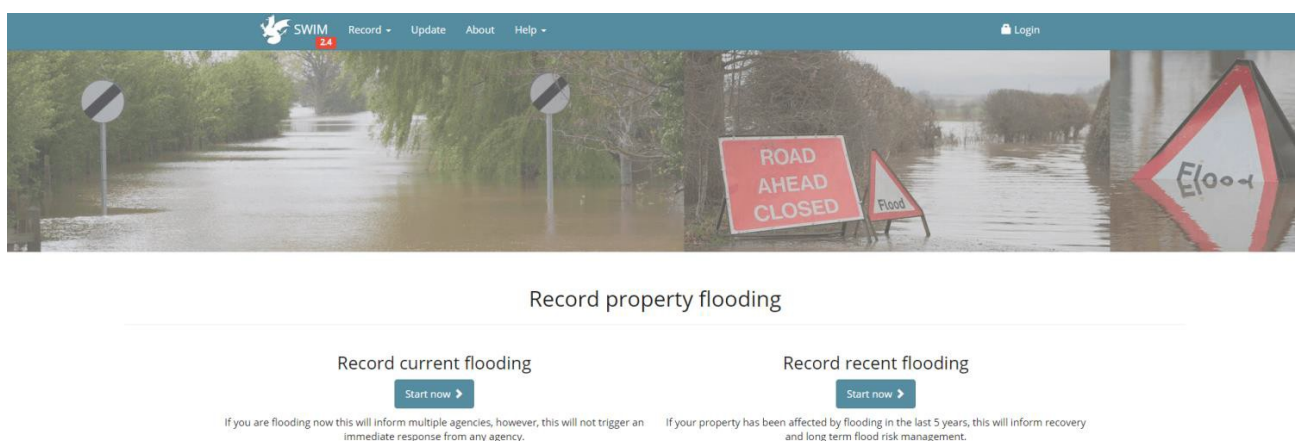 SWIM Record Update About Help Login
2.4
ROAD
AHEAD
CLOSED
Flood
Flood
Record property flooding
Record current flooding
Start now
If you are flooding now this will inform multiple agencies, however, this will not trigger an
immediate response from any agency.
Record recent flooding
Start now
If your property has been affected by flooding in the last 5 years, this will inform recovery
and long term flood risk management.